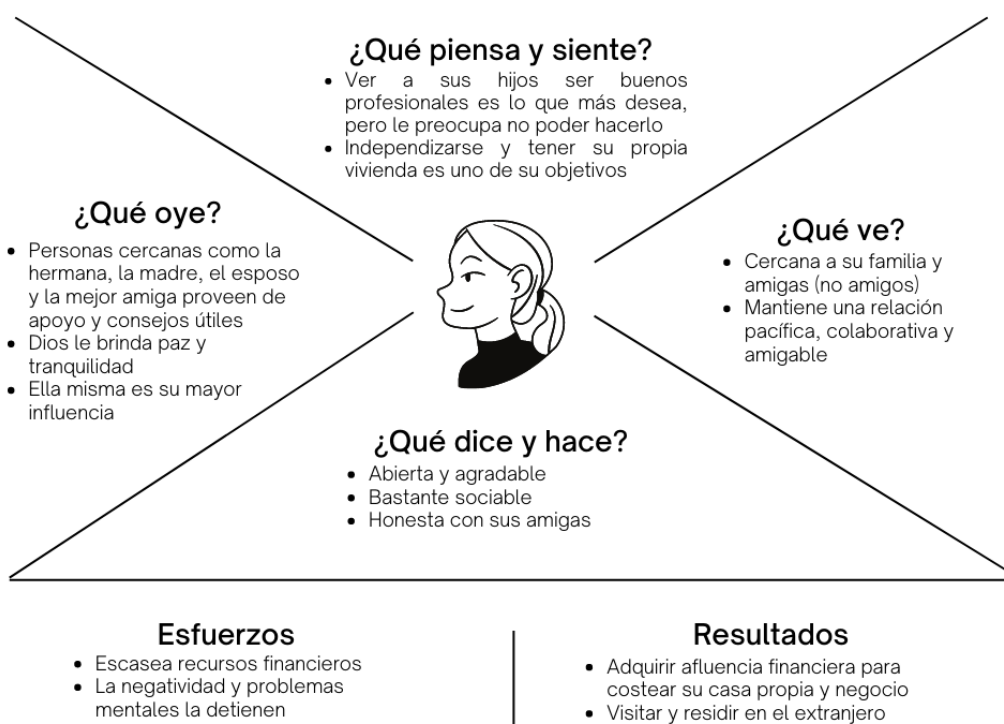 ¿Qué piensa y siente?
• Ver a sus hijos ser buenos
profesionales es lo que más desea,
pero le preocupa no poder hacerlo
• Independizarse y tener su propia
vivienda es uno de su objetivos
¿Qué oye?
• Personas cercanas como la
hermana, la madre, el esposo
y la mejor amiga proveen de
apoyo y consejos útiles
• Dios le brinda paz y
tranquilidad
• Ella misma es su mayor
influencia
¿Qué ve?
• Cercana a su familia y
amigas (no amigos)
• Mantiene una relación
pacífica, colaborativa y
amigable
¿Qué dice y hace?
• Abierta y agradable
• Bastante sociable
• Honesta con sus amigas
Esfuerzos
• Escasea recursos financieros
• La negatividad y problemas
mentales la detienen
Resultados
• Adquirir afluencia financiera para
costear su casa propia y negocio
• Visitar y residir en el extranjero